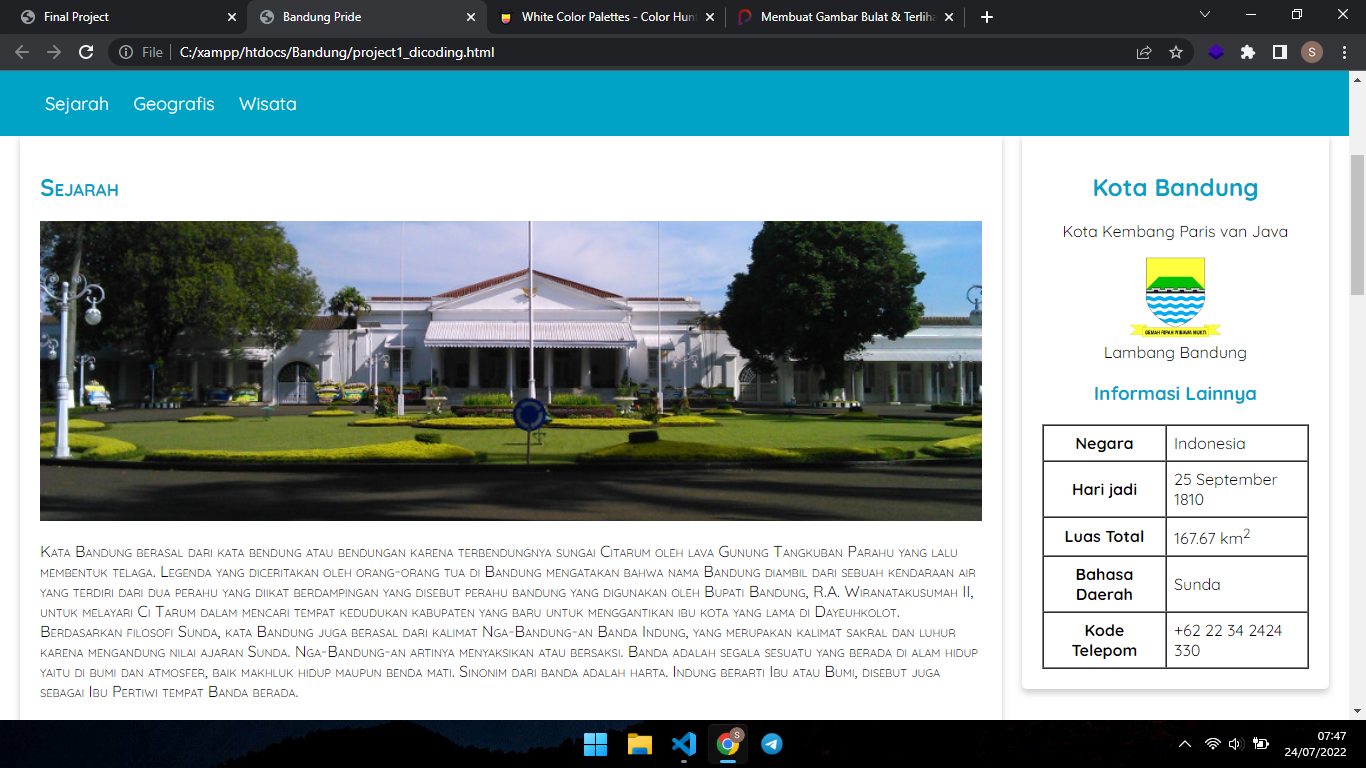 Final Project
Bandung Pride
White Color Palettes - Color Hun
Membuat Gambar Bulat & Terliha
File
C:/xampp/htdocs/Bandung/project1_dicoding.html
S
Sejarah Geografis Wisata
Sejarah
Kata Bandung berasal dari kata bendung atau bendungan karena terbendungnya sungai Citarum oleh lava Gunung Tangkuban Parahu yang lalu
membentuk telaga. Legenda yang diceritakan oleh orang-orang tua di Bandung mengatakan bahwa nama Bandung diambil dari sebuah kendaraan air
yang terdiri dari dua perahu yang diikat berdampingan yang disebut perahu bandung yang digunakan oleh Bupati Bandung, R.A. Wiranatakusumah II,
untuk melayari Ci Tarum dalam mencari tempat kedudukan kabupaten yang baru untuk menggantikan ibu kota yang lama di Dayeuhkolot.
Berdasarkan filosofi Sunda, kata Bandung juga berasal dari kalimat Nga-Bandung-an Banda Indung, yang merupakan kalimat sakral dan luhur
karena mengandung nilai ajaran Sunda. Nga-Bandung-an artinya menyaksikan atau bersaksi. Banda adalah segala sesuatu yang berada di alam hidup
yaitu di bumi dan atmosfer, baik makhluk hidup maupun benda mati. Sinonim dari banda adalah harta. Indung berarti Ibu atau Bumi, disebut juga
sebagai Ibu Pertiwi tempat Banda berada.
Kota Bandung
Kota Kembang Paris van Java
GEMAH RIPAH WIBAWA MUKTI
Lambang Bandung
Informasi Lainnya
Negara Indonesia
Hari jadi 25 September
1810
Luas Total 167.67 km²
Bahasa
Daerah Sunda
Kode
Telepom +62 22 34 2424
330
S
07:47
24/07/2022